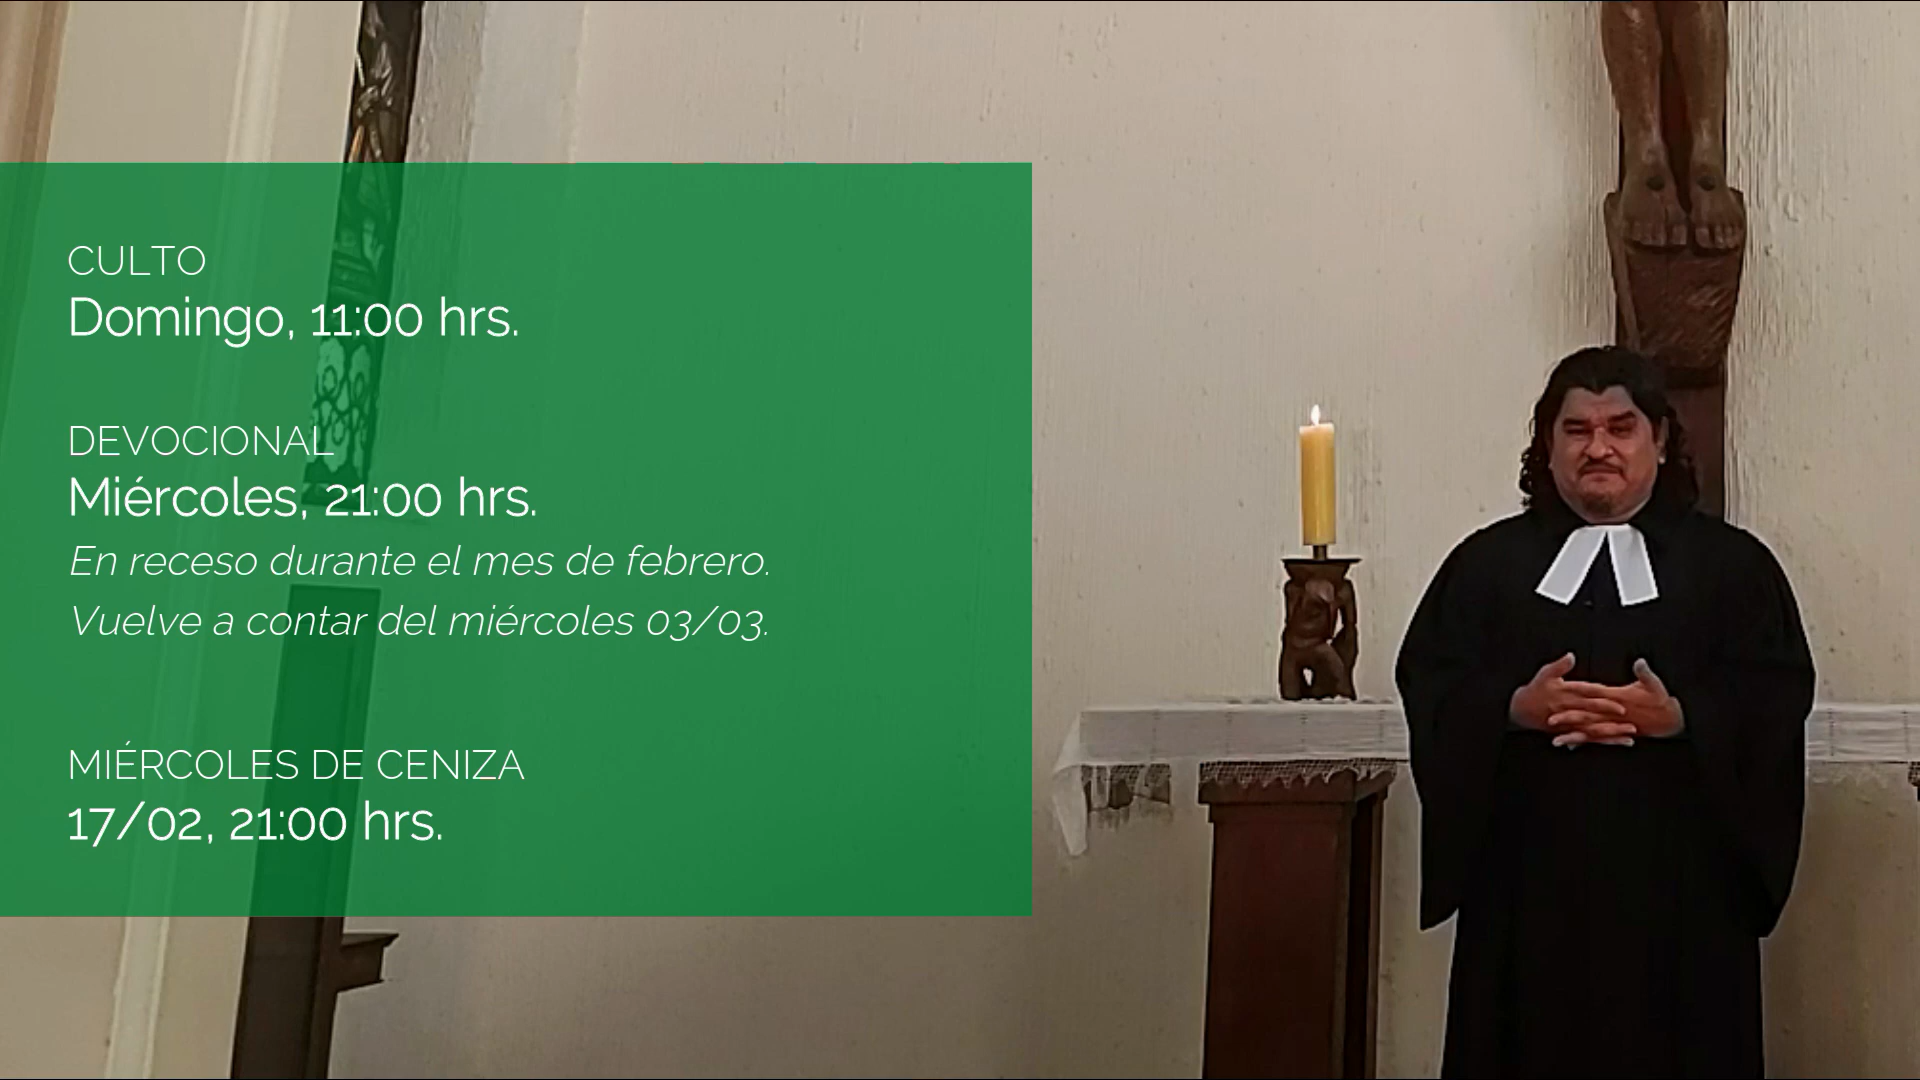 CULTO
Domingo, 11:00 hrs.
DEVOCIONAL
Miércoles, 21:00 hrs.
En receso durante el mes de febrero.
Vuelve a contar del miércoles 03/03.
MIÉRCOLES DE CENIZA
17/02, 21:00 hrs.